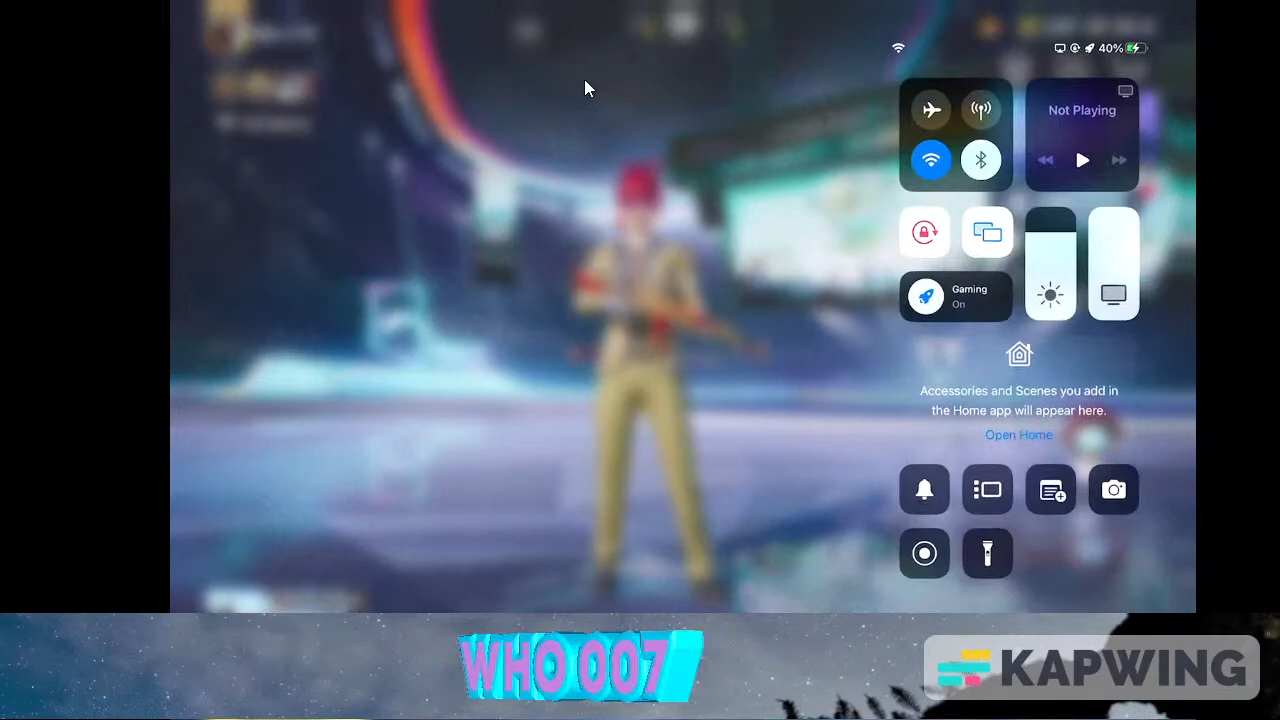 40%
Not Playing
Gaming
On
Accessories and Scenes you add in
the Home app will appear here.
Open Home
WHO 007
KAPWING